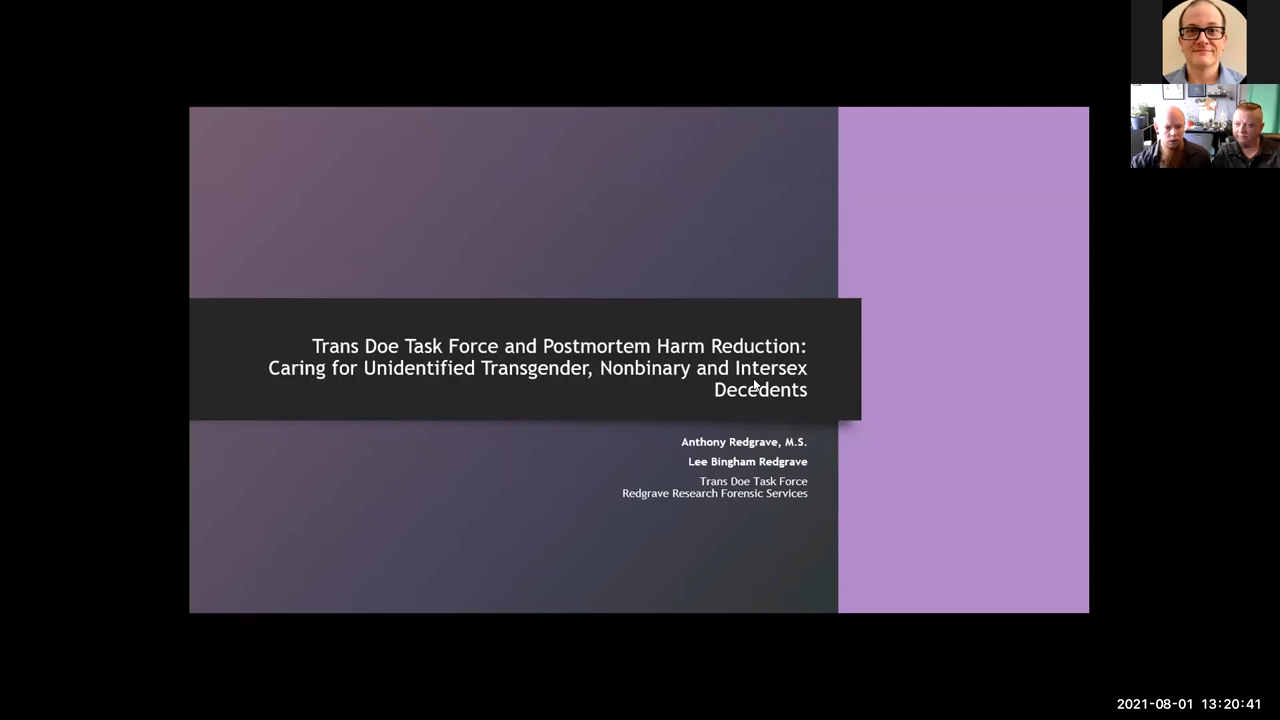 Trans Doe Task Force and Postmortem Harm Reduction:
Caring for Unidentified Transgender, Nonbinary and Intersex
Decedents
Anthony Redgrave, M.S.
Lee Bingham Redgrave
Trans Doe Task Force
Redgrave Research Forensic Services
2021-08-01 13:20:41